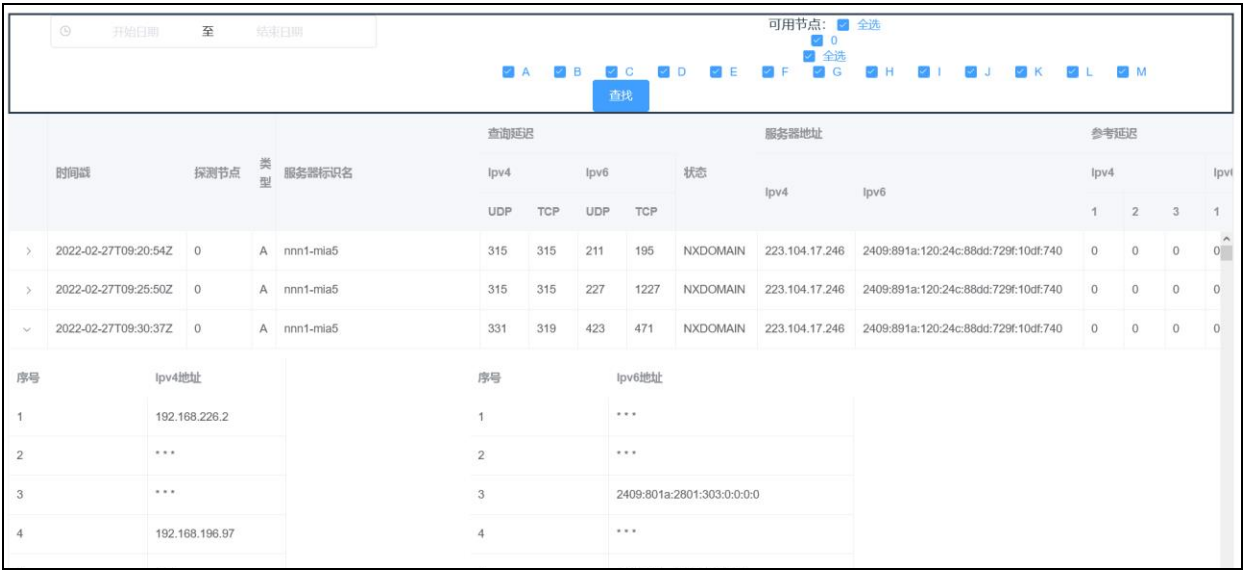 开始日期 至 结束日期 可用节点: 全选
0
全选
A B C D E F G H I J K L M
查找
查询延迟 服务器地址 参考延迟
时间戳 探测节点 类型 服务器标识名 Ipv4 Ipv6 状态 Ipv4 Ipv6 Ipv4
UDP TCP UDP TCP 1 2 3 1
2022-02-27T09:20:54Z 0 A nnn1-mia5 315 315 211 195 NXDOMAIN 223.104.17.246 2409:891a:120:24c:88dd:729f:10df:740 0 0 0 0
2022-02-27T09:25:50Z 0 A nnn1-mia5 315 315 227 1227 NXDOMAIN 223.104.17.246 2409:891a:120:24c:88dd:729f:10df:740 0 0 0 0
2022-02-27T09:30:37Z 0 A nnn1-mia5 331 319 423 471 NXDOMAIN 223.104.17.246 2409:891a:120:24c:88dd:729f:10df:740 0 0 0 0
序号 Ipv4地址 序号 Ipv6地址
1 192.168.226.2 1 * * *
2 * * * 2 * * *
3 * * * 3 2409:801a:2801:303:0:0:0:0
4 192.168.196.97 4 * * *